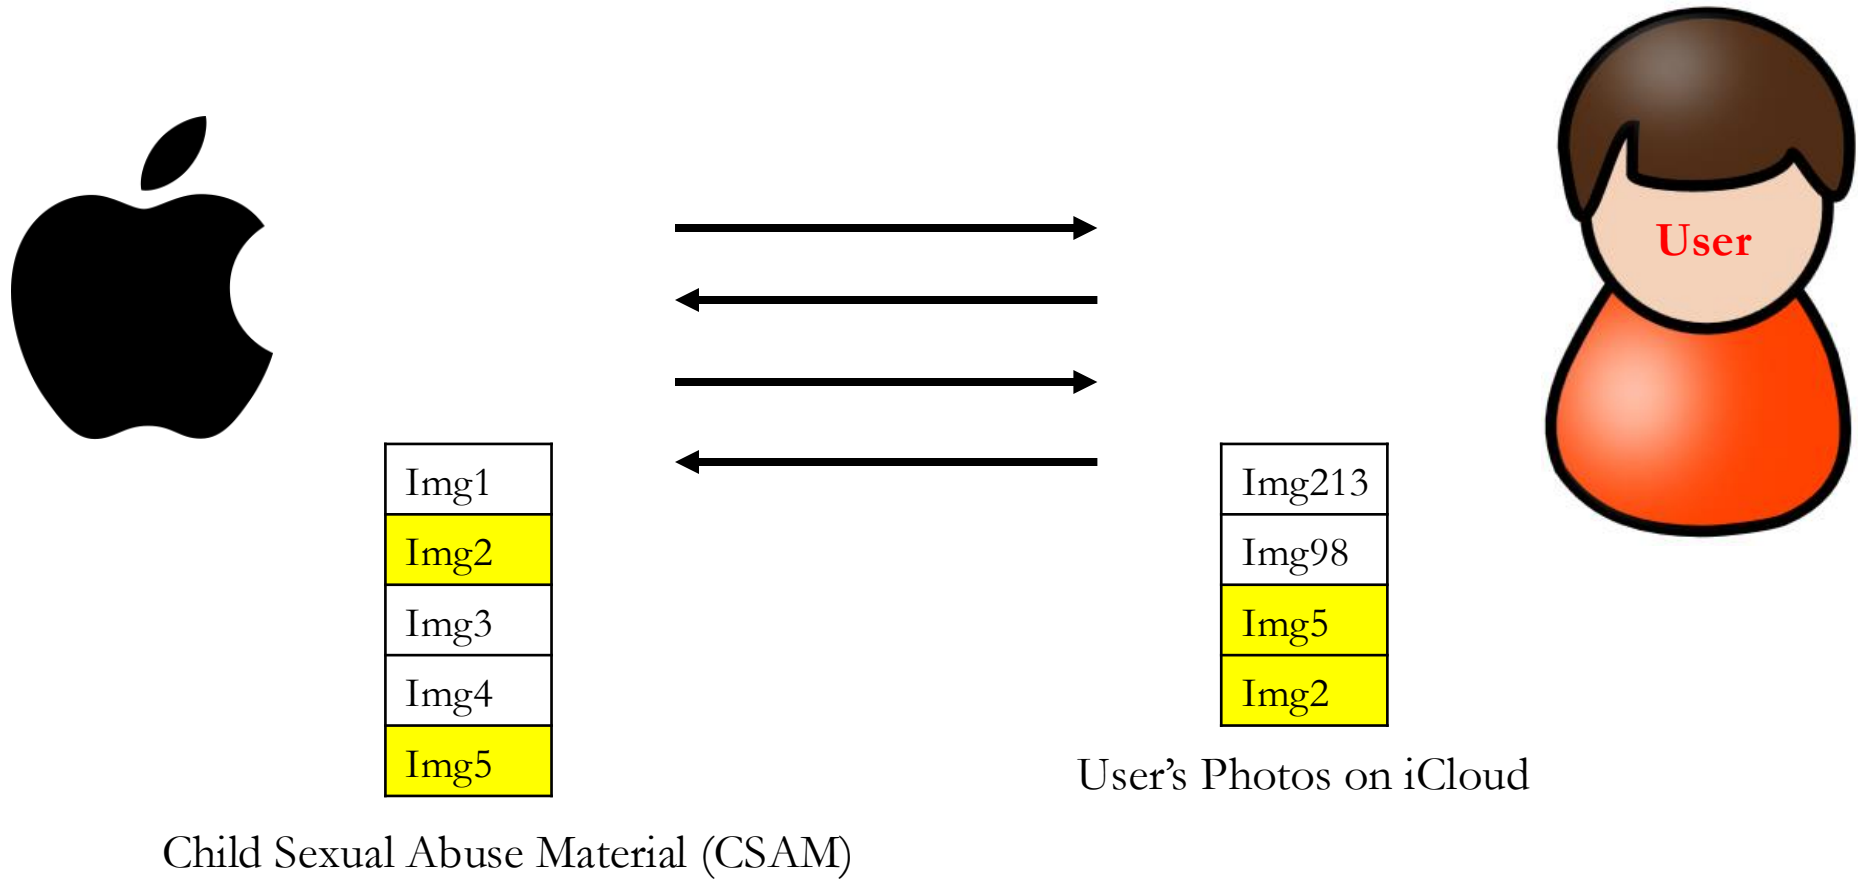 User
Img1
Img2
Img3
Img4
Img5
Child Sexual Abuse Material (CSAM)
Img213
Img98
Img5
Img2
User’s Photos on iCloud